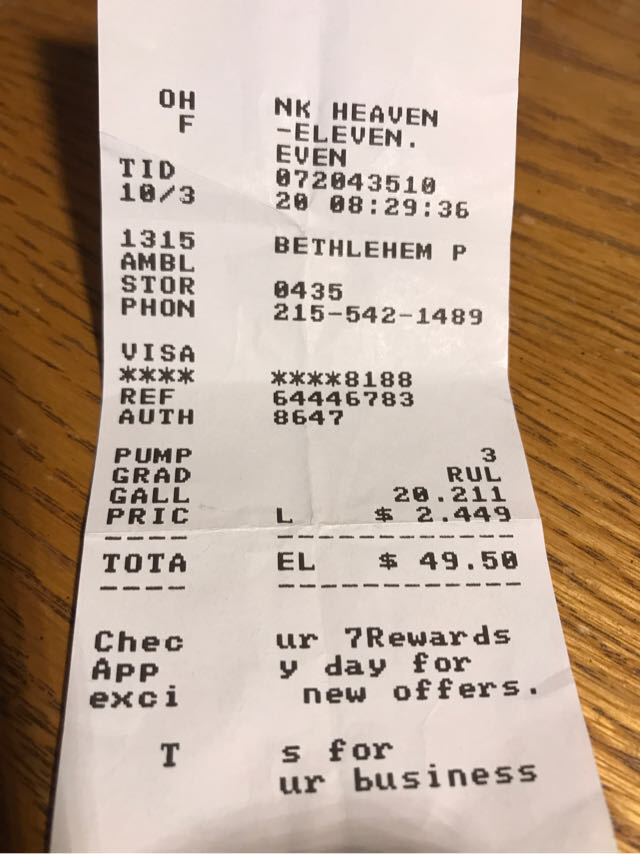 OH NK HEAVEN
F -ELEVEN.
EVEN
TID 072043510
10/3 20 08:29:36
1315 BETHLEHEM P
AMBL
STOR 0435
PHON 215-542-1489
VISA
**** ****8188
REF 64446783
AUTH 8647
PUMP 3
GRAD RUL
GALL 20.211
PRIC L $ 2.449
---- ------------
TOTA EL $ 49.50
---- ------------
Chec ur 7Rewards
App y day for
exci new offers.
T s for
ur business